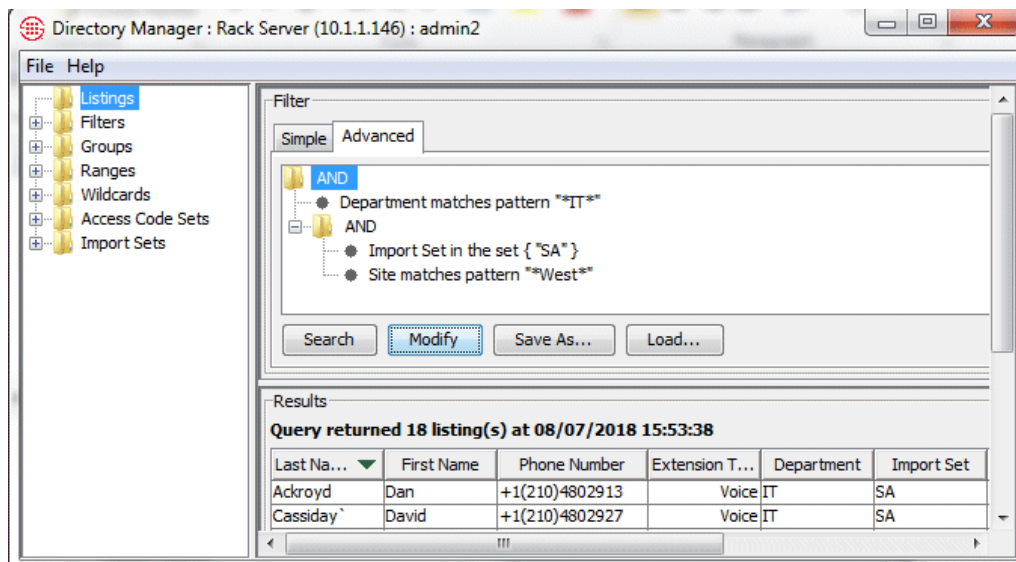 Directory Manager : Rack Server (10.1.1.146) : admin2
File Help
Listings
Filters
Groups
Ranges
Wildcards
Access Code Sets
Import Sets
Filter
Simple Advanced
AND
Department matches pattern "*IT*"
AND
Import Set in the set { "SA" }
Site matches pattern "*West*"
Search Modify Save As... Load...
Results
Query returned 18 listing(s) at 08/07/2018 15:53:38
Last Na... First Name Phone Number Extension T... Department Import Set
Ackroyd Dan +1(210)4802913 Voice IT SA
Cassiday` David +1(210)4802927 Voice IT SA